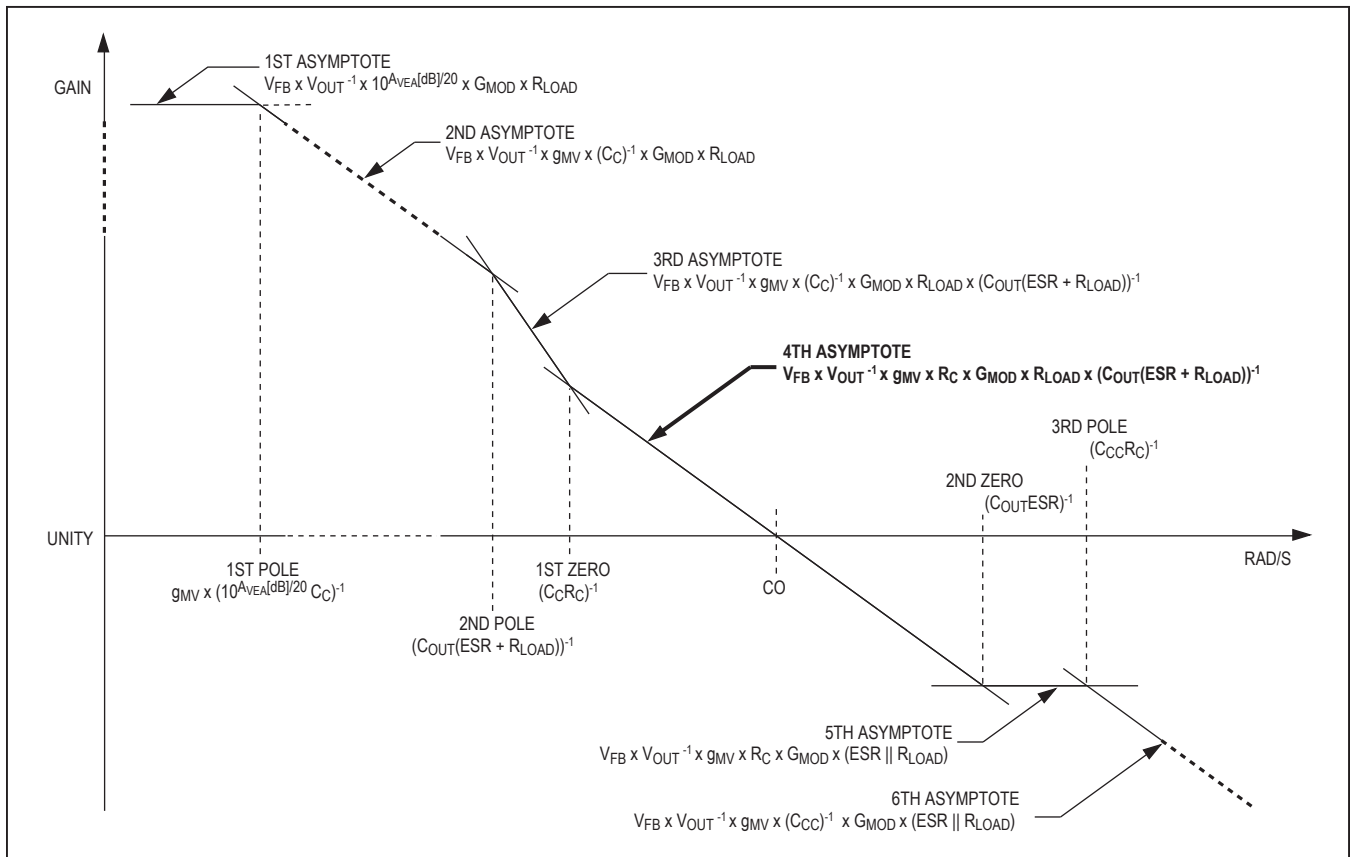 GAIN
1ST ASYMPTOTE
VFB x VOUT -1 x 10AVEA[dB]/20 x GMOD x RLOAD
2ND ASYMPTOTE
VFB x VOUT -1 x gMV x (CC)-1 x GMOD x RLOAD
3RD ASYMPTOTE
VFB x VOUT -1 x gMV x (CC)-1 x GMOD x RLOAD x (COUT(ESR + RLOAD))-1
4TH ASYMPTOTE
VFB x VOUT -1 x gMV x RC x GMOD x RLOAD x (COUT(ESR + RLOAD))-1
3RD POLE
(CCCRC)-1
2ND ZERO
(COUTESR)-1
UNITY
RAD/S
1ST POLE
gMV x (10AVEA[dB]/20 CC)-1
1ST ZERO
(CCRC)-1
CO
2ND POLE
(COUT(ESR + RLOAD))-1
5TH ASYMPTOTE
VFB x VOUT -1 x gMV x RC x GMOD x (ESR || RLOAD)
6TH ASYMPTOTE
VFB x VOUT -1 x gMV x (CCC)-1 x GMOD x (ESR || RLOAD)